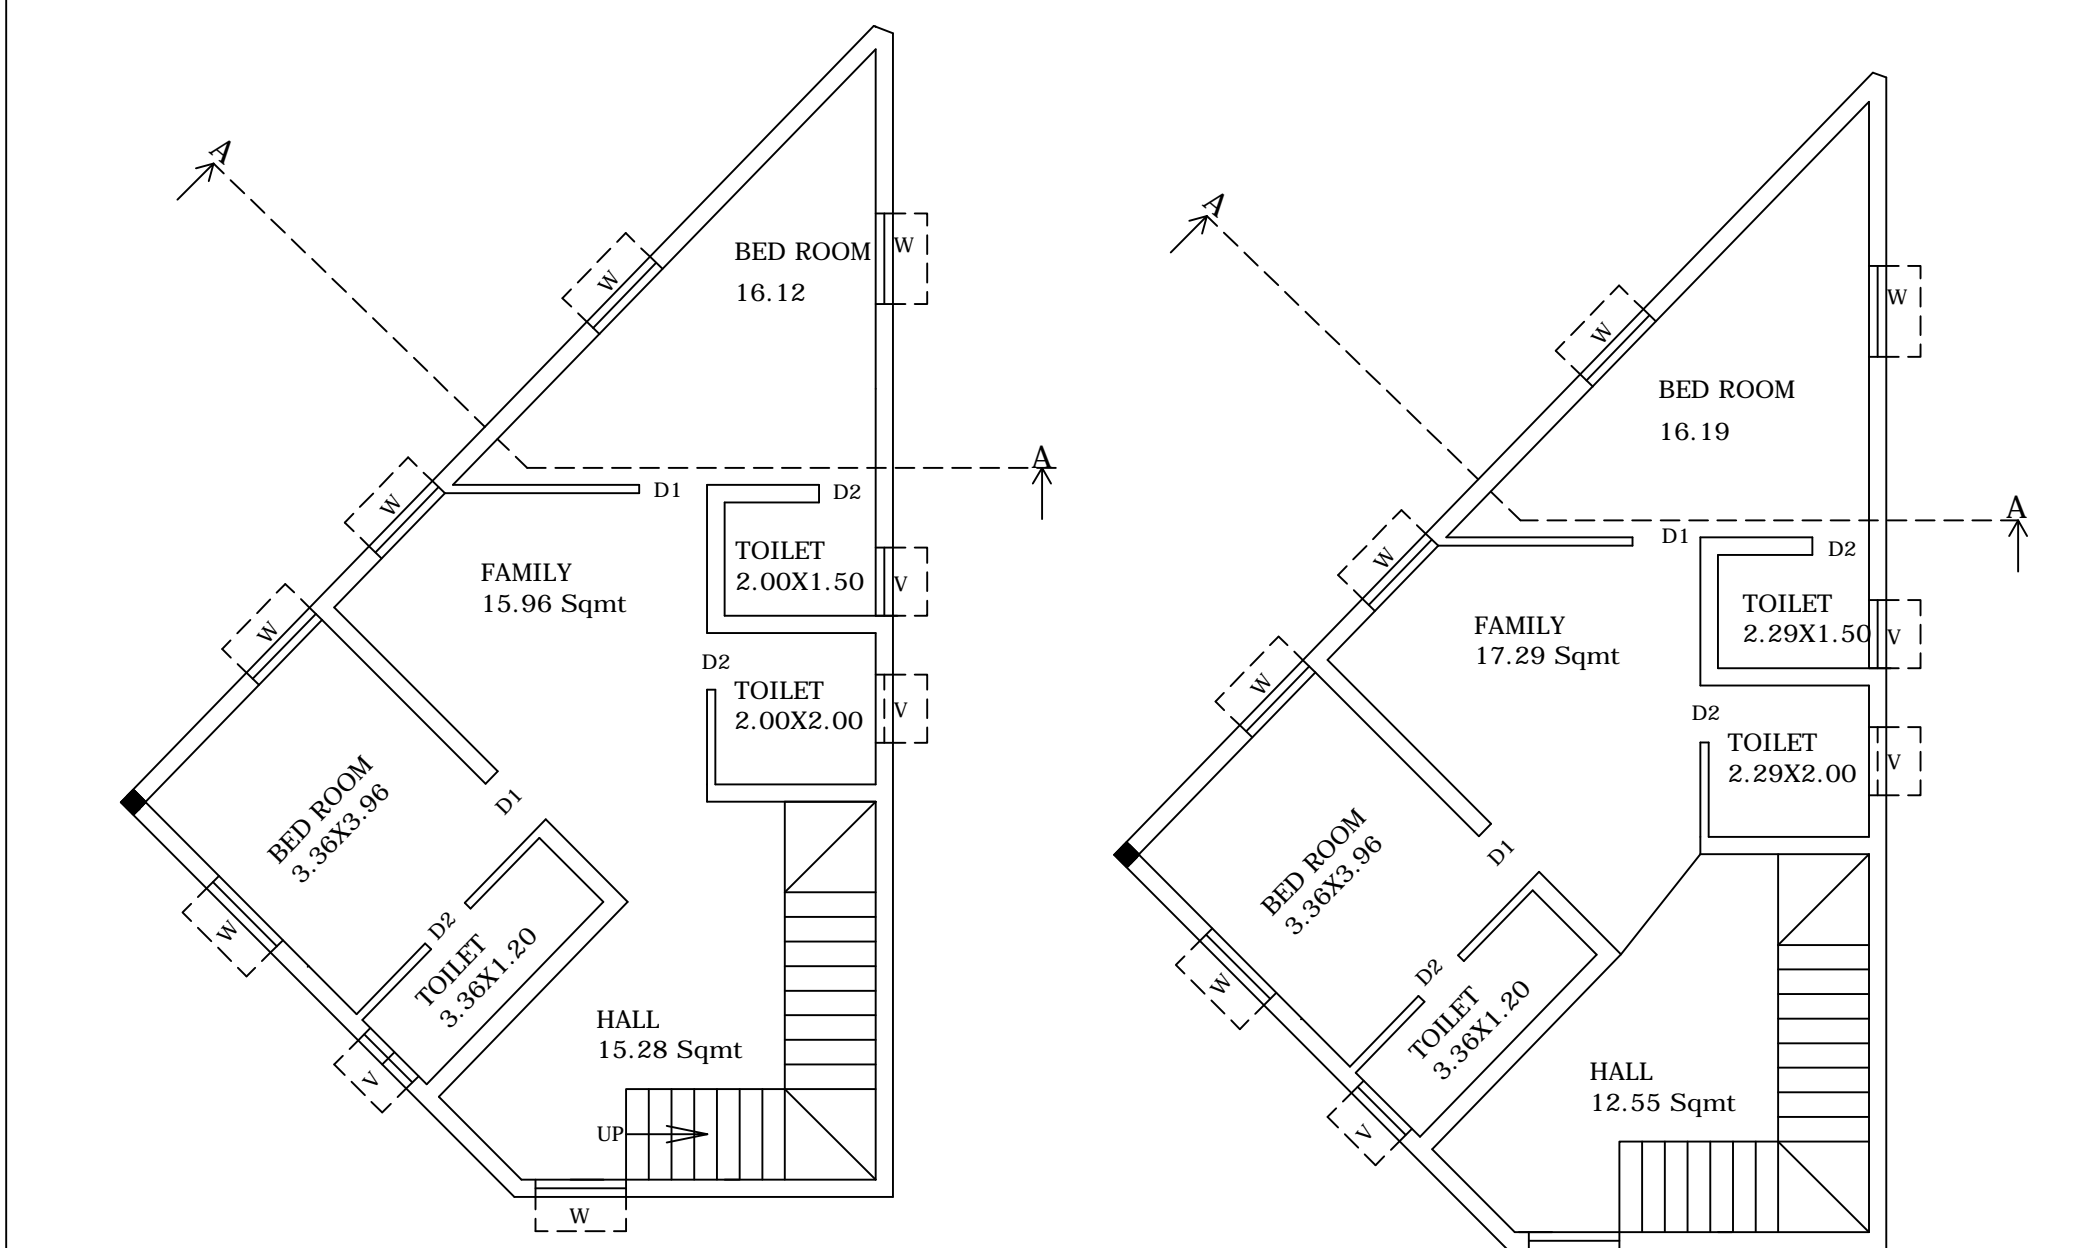 A
W
BED ROOM
16.12
W
A
W
D1
D2
TOILET
2.00X1.50
V
FAMILY
15.96 Sqmt
W
D2
TOILET
2.00X2.00
V
BED ROOM
3.36X3.96
D1
W
D2
TOILET
3.36X1.20
V
HALL
15.28 Sqmt
UP
W
A
W
W
BED ROOM
16.19
A
W
D1
D2
TOILET
2.29X1.50
V
FAMILY
17.29 Sqmt
W
D2
TOILET
2.29X2.00
V
BED ROOM
3.36X3.96
D1
W
D2
TOILET
3.36X1.20
V
HALL
12.55 Sqmt